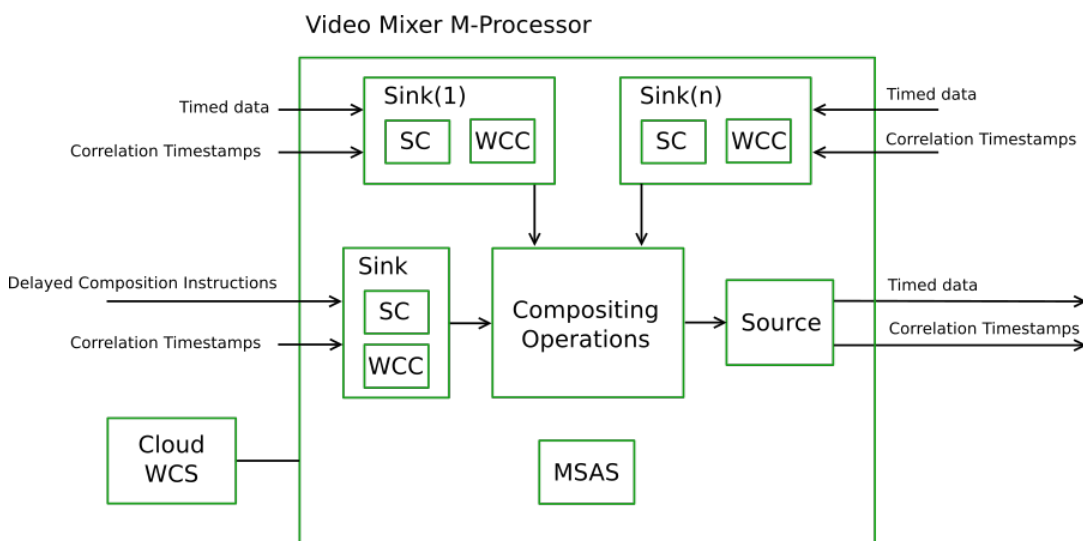 Video Mixer M-Processor
Timed data
Correlation Timestamps
Sink(1)
SC
WCC
Sink(n)
SC
WCC
Timed data
Correlation Timestamps
Delayed Composition Instructions
Correlation Timestamps
Sink
SC
WCC
Compositing
Operations
Source
Timed data
Correlation Timestamps
Cloud
WCS
MSAS